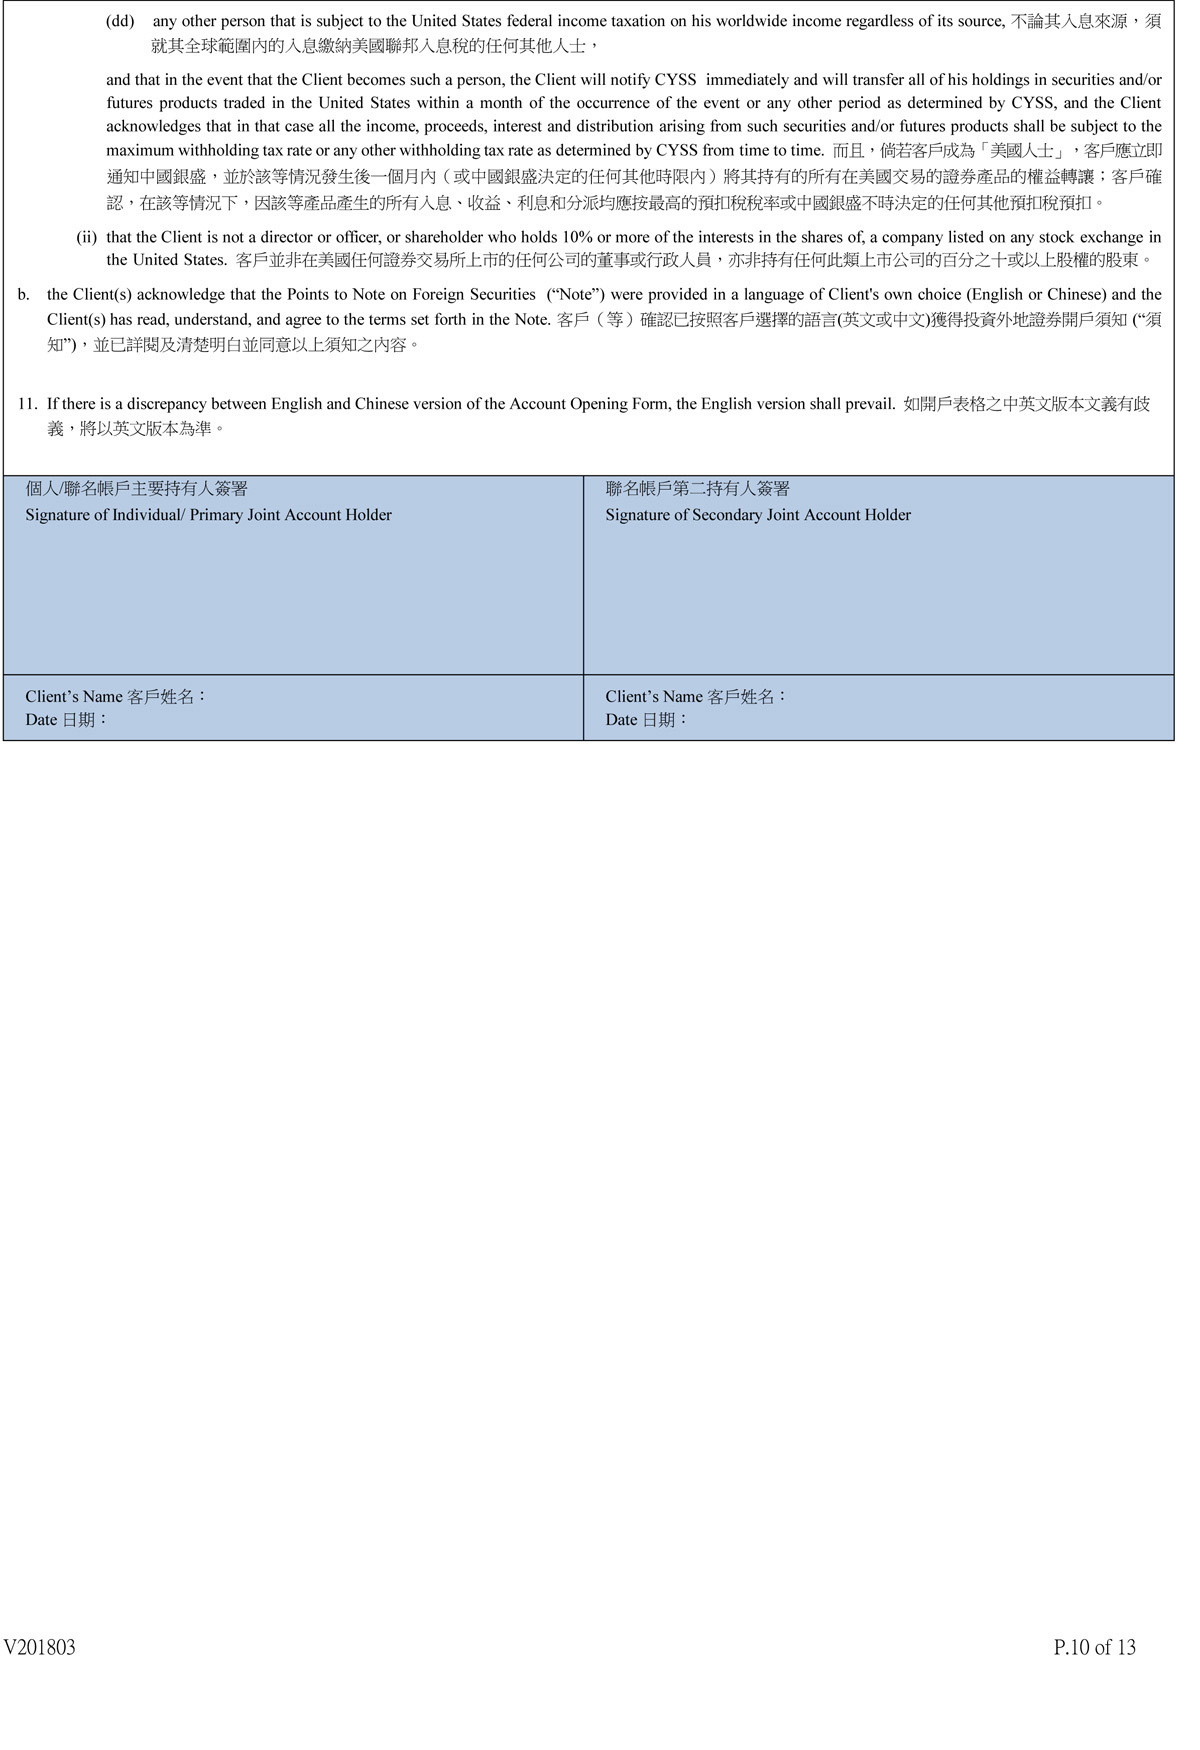 (dd) any other person that is subject to the United States federal income taxation on his worldwide income regardless of its source, 不論其入息來源，須
就其全球範圍內的入息繳納美國聯邦入息稅的任何其他人士，
and that in the event that the Client becomes such a person, the Client will notify CYSS immediately and will transfer all of his holdings in securities and/or
futures products traded in the United States within a month of the occurrence of the event or any other period as determined by CYSS, and the Client
acknowledges that in that case all the income, proceeds, interest and distribution arising from such securities and/or futures products shall be subject to the
maximum withholding tax rate or any other withholding tax rate as determined by CYSS from time to time. 而且，倘若客戶成為「美國人士」，客戶應立即
通知中國銀盛，並於該等情況發生後一個月內（或中國銀盛決定的任何其他時限內）將其持有的所有在美國交易的證券產品的權益轉讓；客戶確
認，在該等情況下，因該等產品產生的所有入息、收益、利息和分派均應按最高的預扣稅稅率或中國銀盛不時決定的任何其他預扣稅預扣。
(ii) that the Client is not a director or officer, or shareholder who holds 10% or more of the interests in the shares of, a company listed on any stock exchange in
the United States. 客戶並非在美國任何證券交易所上市的任何公司的董事或行政人員，亦非持有任何此類上市公司的百分之十或以上股權的股東。
b. the Client(s) acknowledge that the Points to Note on Foreign Securities (“Note”) were provided in a language of Client's own choice (English or Chinese) and the
Client(s) has read, understand, and agree to the terms set forth in the Note. 客戶（等）確認已按照客戶選擇的語言(英文或中文)獲得投資外地證券開戶須知 (“須
知”)，並已詳閱及清楚明白並同意以上須知之內容。
11. If there is a discrepancy between English and Chinese version of the Account Opening Form, the English version shall prevail. 如開戶表格之中英文版本文義有歧
義，將以英文版本為準。
個人/聯名帳戶主要持有人簽署
Signature of Individual/ Primary Joint Account Holder
聯名帳戶第二持有人簽署
Signature of Secondary Joint Account Holder
Client’s Name 客戶姓名：
Date 日期：
Client’s Name 客戶姓名：
Date 日期：
V201803
P.10 of 13